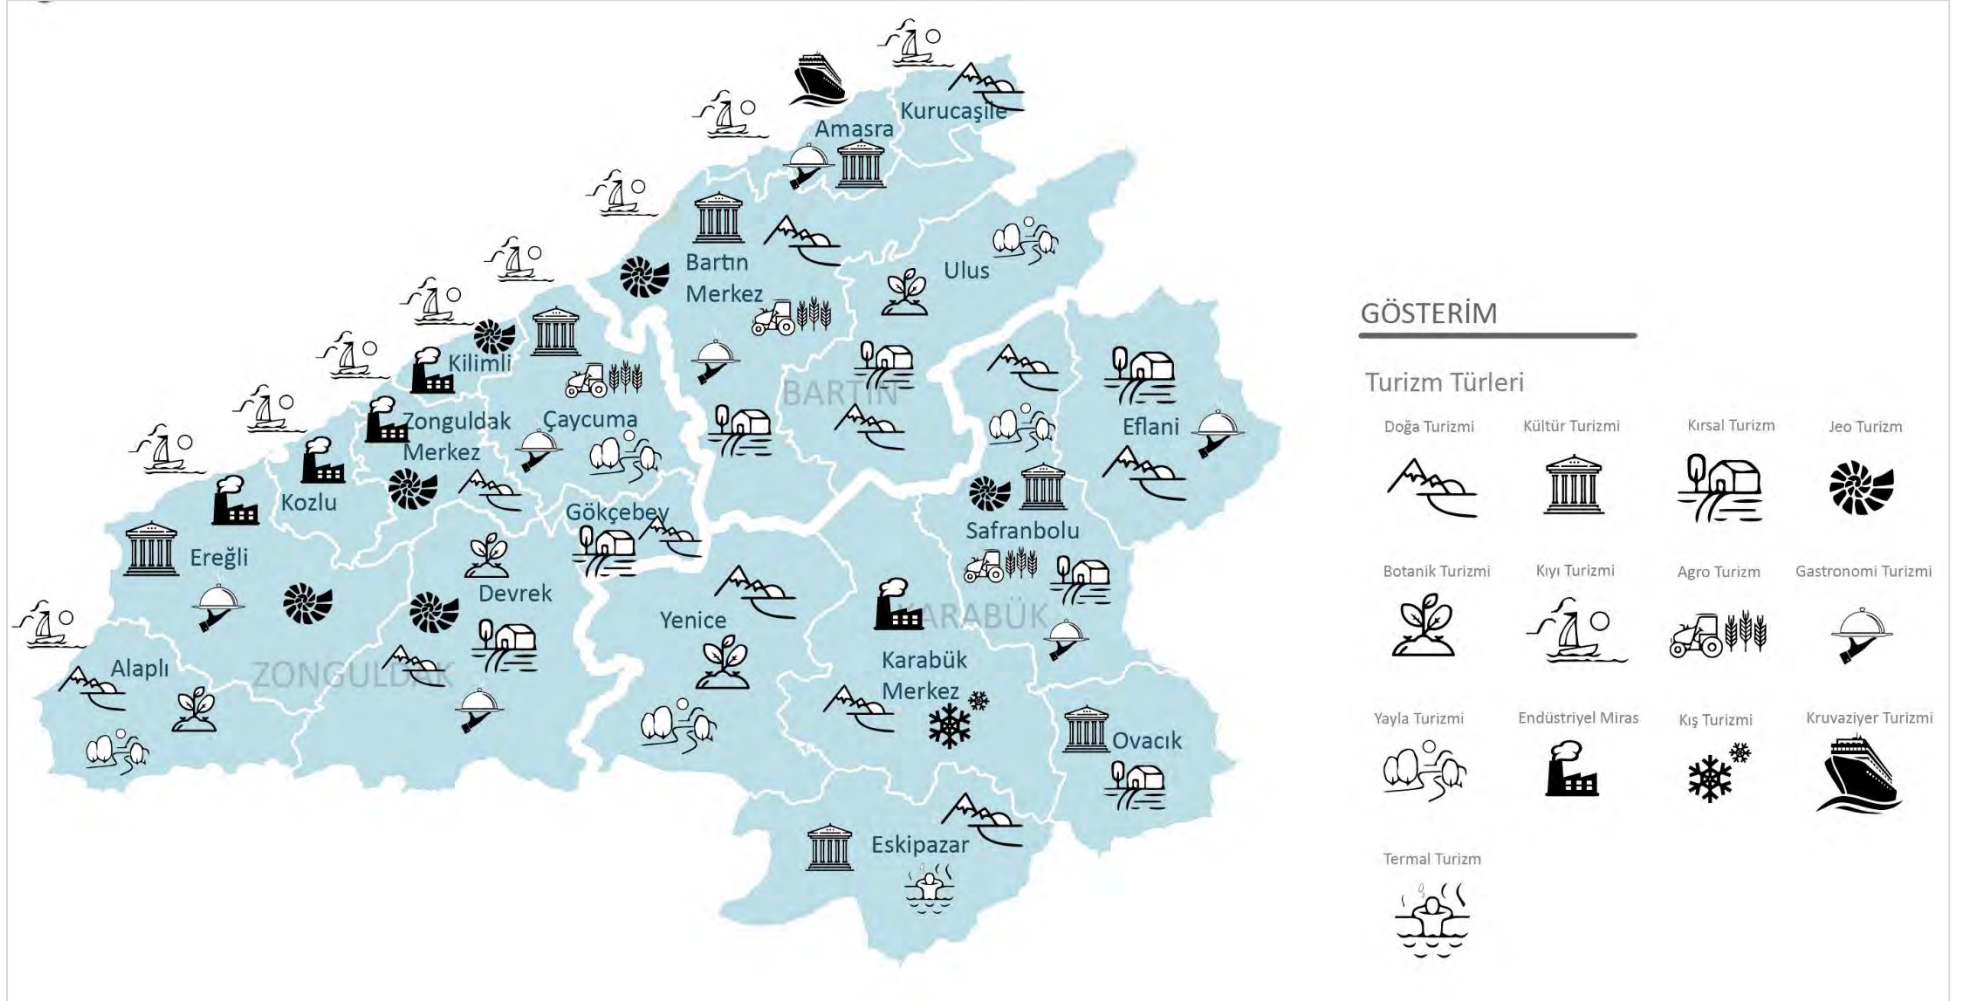 Kurucaşile
Amasra
Bartın
Merkez
Ulus
Kilimli
BARTIN
Zonguldak
Merkez
Çaycuma
Eflani
Kozlu
Gökçebey
Safranbolu
Ereğli
Devrek
Yenice
KARABÜK
Karabük
Merkez
Alaplı
ZONGULDAK
Ovacık
Eskipazar
GÖSTERİM
Turizm Türleri
Doğa Turizmi
Kültür Turizmi
Kırsal Turizm
Jeo Turizm
Botanik Turizmi
Kıyı Turizmi
Agro Turizm
Gastronomi Turizmi
Yayla Turizmi
Endüstriyel Miras
Kış Turizmi
Kruvaziyer Turizmi
Termal Turizm